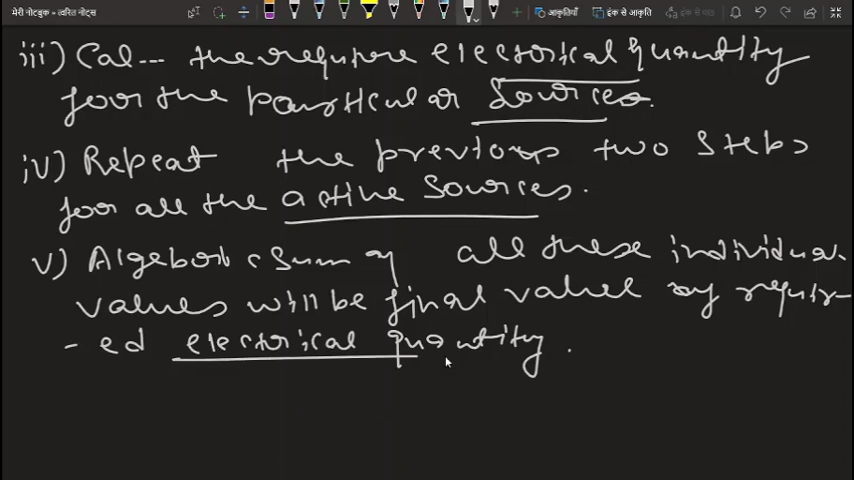 मेरी नोटबुक » त्वरित नोट्स
आकृतियाँ इंक से आकृति इंक से पाठ
iii) Cal... the require electrical quantity
for the particular source.
iv) Repeat the previous two steps
for all the active sources.
v) Algebraic sum of all these individual
values will be final value of requir-
- ed electrical quantity.